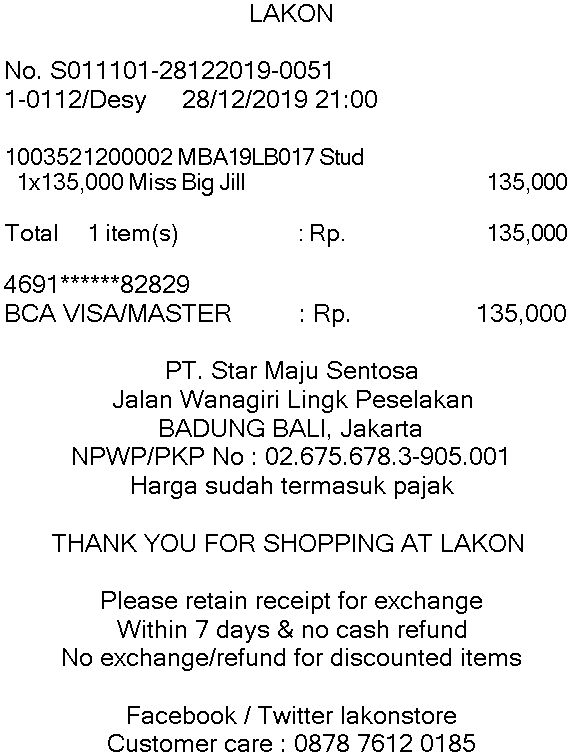 LAKON
No. S011101-28122019-0051
1-0112/Desy 28/12/2019 21:00
1003521200002 MBA19LB017 Stud
1x135,000 Miss Big Jill 135,000
Total 1 item(s) : Rp. 135,000
4691******82829
BCA VISA/MASTER : Rp. 135,000
PT. Star Maju Sentosa
Jalan Wanagiri Lingk Peselakan
BADUNG BALI, Jakarta
NPWP/PKP No : 02.675.678.3-905.001
Harga sudah termasuk pajak
THANK YOU FOR SHOPPING AT LAKON
Please retain receipt for exchange
Within 7 days & no cash refund
No exchange/refund for discounted items
Facebook / Twitter lakonstore
Customer care : 0878 7612 0185